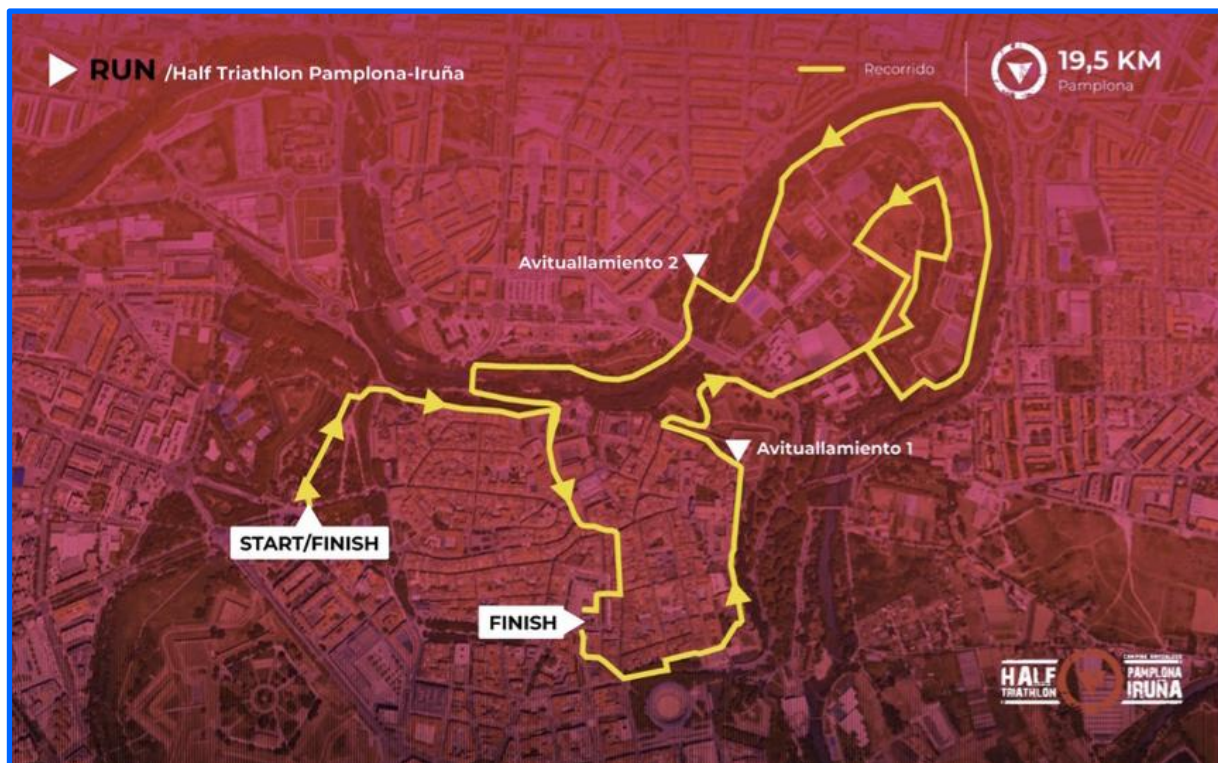 RUN /Half Triathlon Pamplona-Iruña
Recorrido
19,5 KM
Pamplona
Avituallamiento 2
Avituallamiento 1
START/FINISH
FINISH
HALF
TRIATHLON
PAMPLONA
IRUÑA